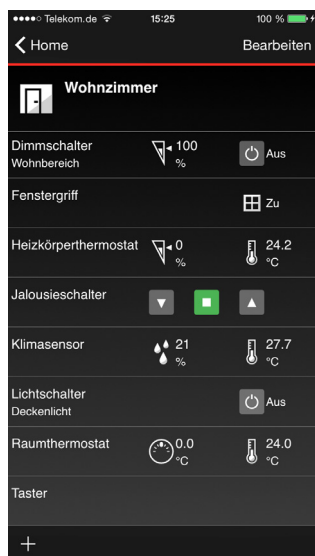 Telekom.de 15:25 100 %
Home Bearbeiten
Wohnzimmer
Dimmschalter 100 % Aus
Wohnbereich
Fenstergriff Zu
Heizkörperthermostat 0 % 24.2 °C
Jalousieschalter
Klimasensor 21 % 27.7 °C
Lichtschalter Aus
Deckenlicht
Raumthermostat 0.0 °C 24.0 °C
Taster
+